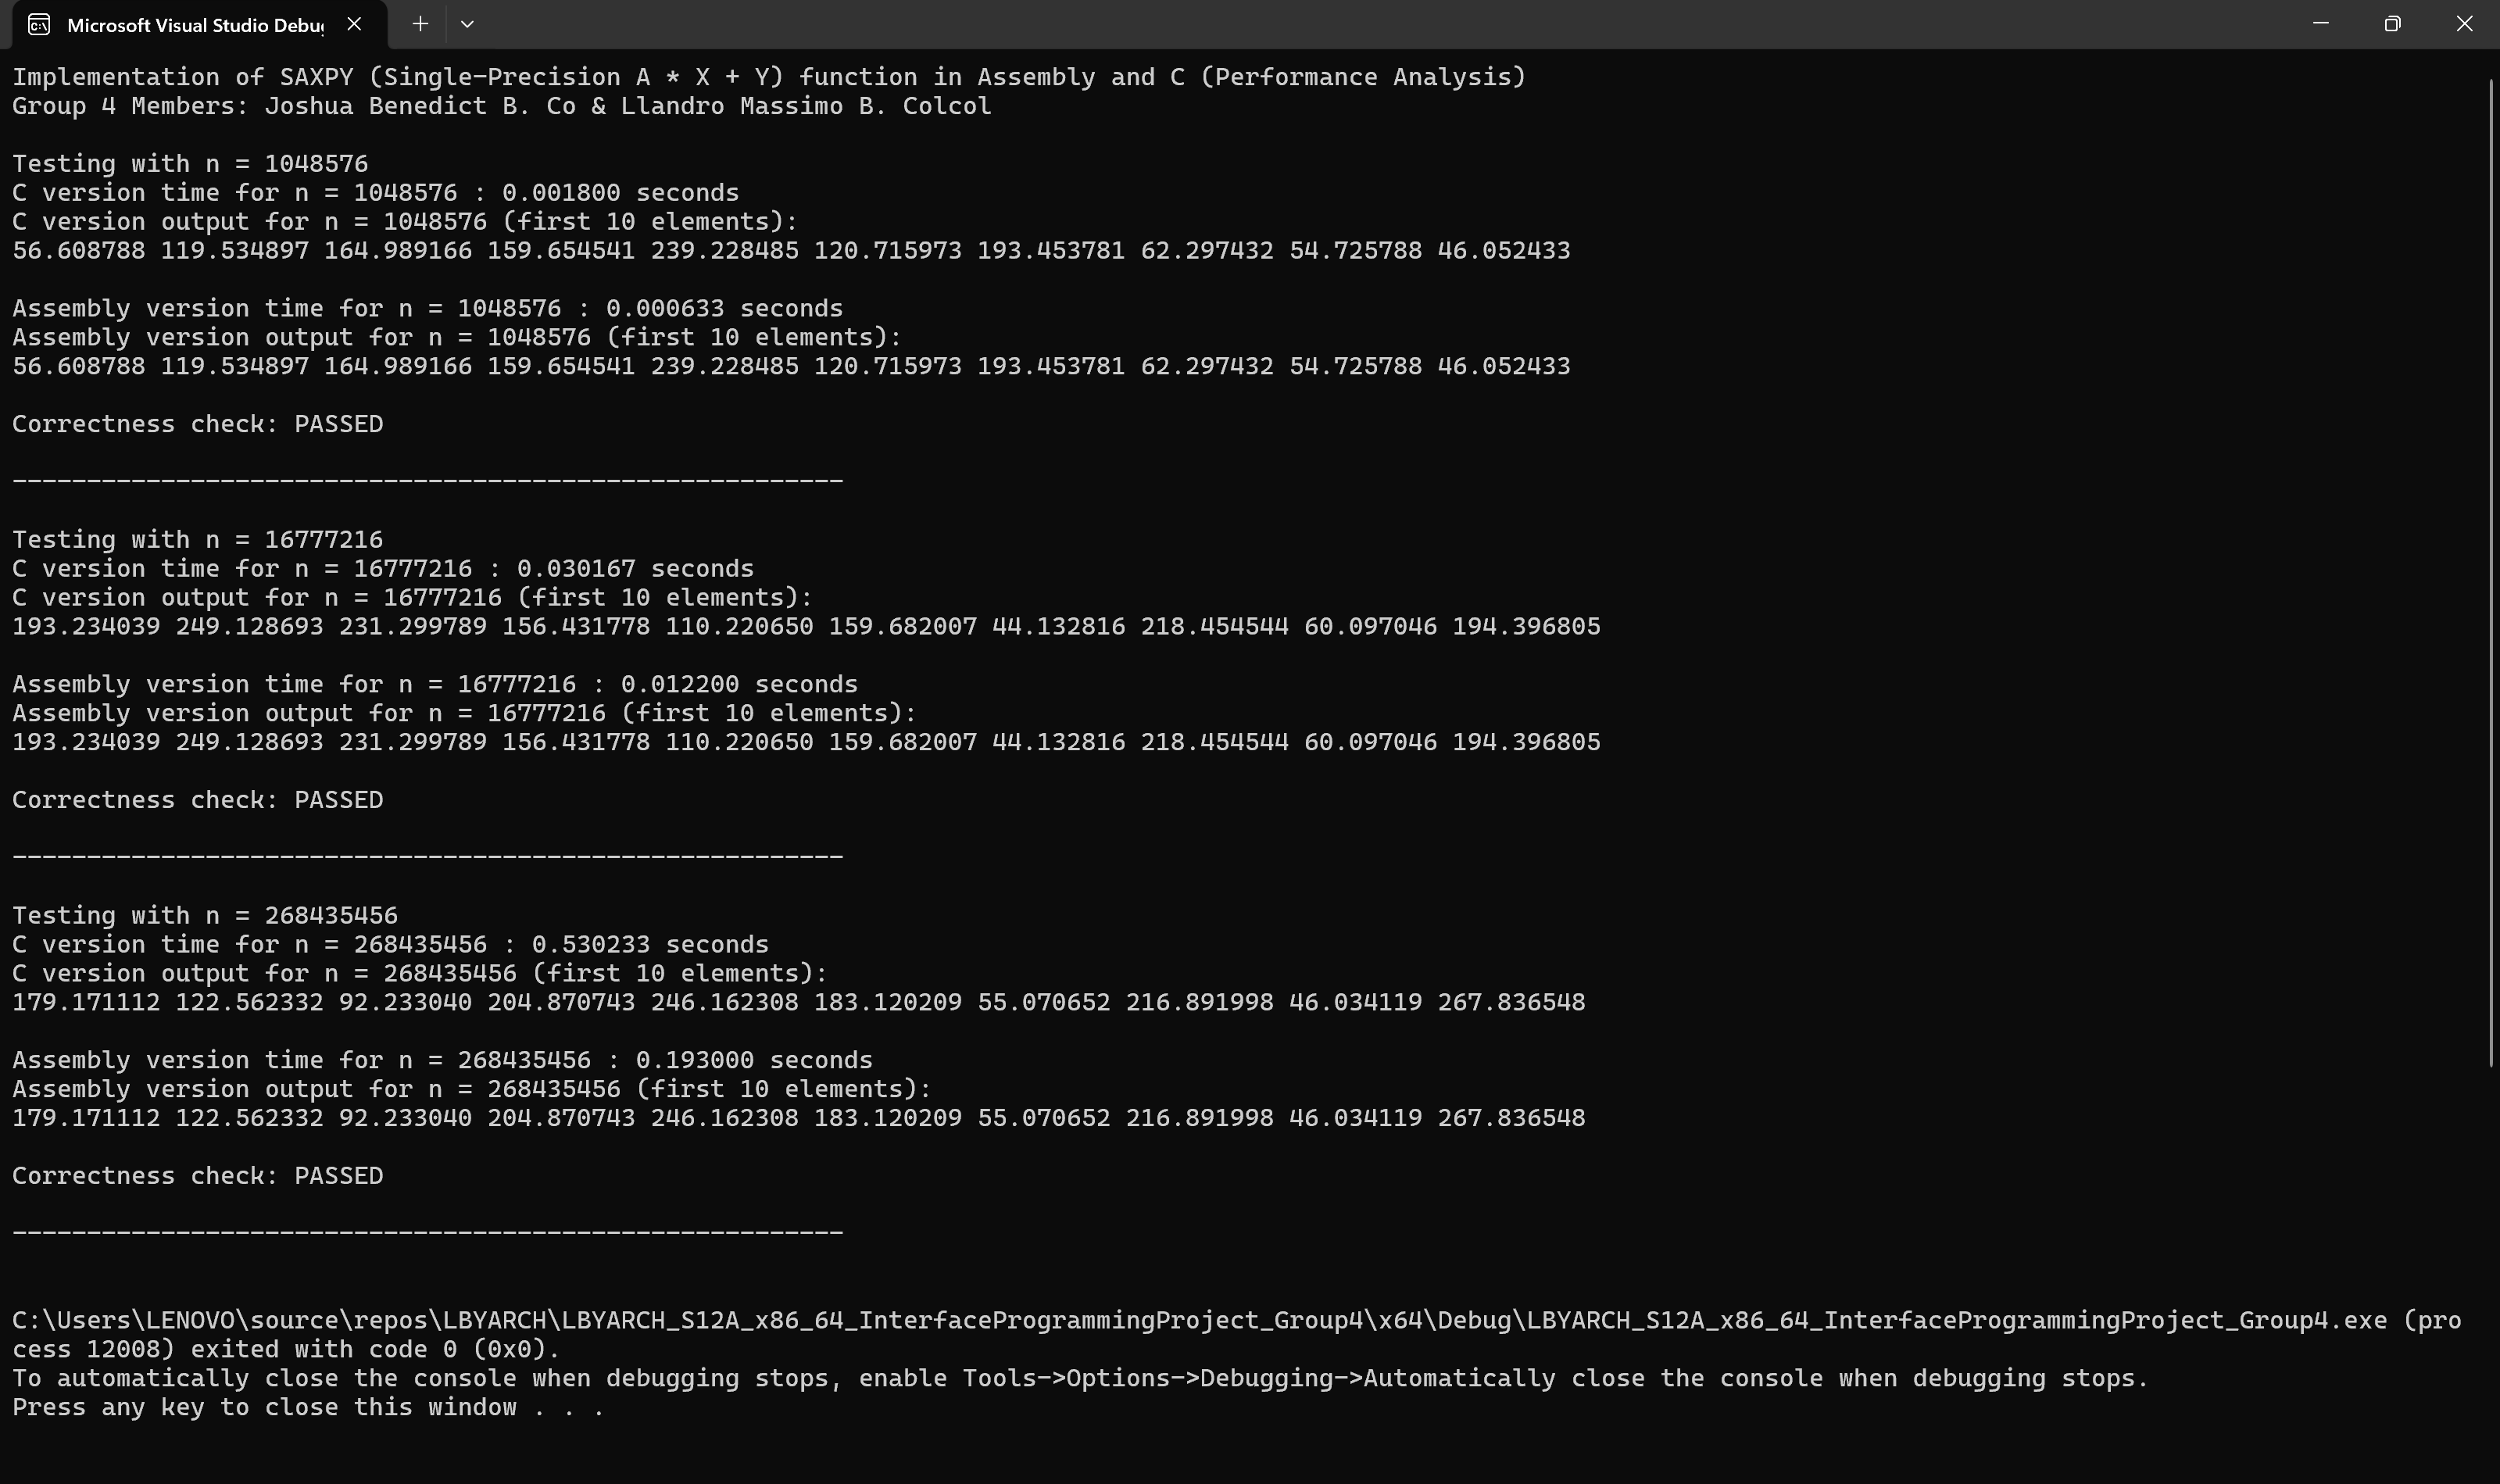 Microsoft Visual Studio Debu
Implementation of SAXPY (Single-Precision A * X + Y) function in Assembly and C (Performance Analysis)
Group 4 Members: Joshua Benedict B. Co & Llandro Massimo B. Colcol
Testing with n = 1048576
C version time for n = 1048576 : 0.001800 seconds
C version output for n = 1048576 (first 10 elements):
56.608788 119.534897 164.989166 159.654541 239.228485 120.715973 193.453781 62.297432 54.725788 46.052433
Assembly version time for n = 1048576 : 0.000633 seconds
Assembly version output for n = 1048576 (first 10 elements):
56.608788 119.534897 164.989166 159.654541 239.228485 120.715973 193.453781 62.297432 54.725788 46.052433
Correctness check: PASSED
--------------------------------------------------------
Testing with n = 16777216
C version time for n = 16777216 : 0.030167 seconds
C version output for n = 16777216 (first 10 elements):
193.234039 249.128693 231.299789 156.431778 110.220650 159.682007 44.132816 218.454544 60.097046 194.396805
Assembly version time for n = 16777216 : 0.012200 seconds
Assembly version output for n = 16777216 (first 10 elements):
193.234039 249.128693 231.299789 156.431778 110.220650 159.682007 44.132816 218.454544 60.097046 194.396805
Correctness check: PASSED
--------------------------------------------------------
Testing with n = 268435456
C version time for n = 268435456 : 0.530233 seconds
C version output for n = 268435456 (first 10 elements):
179.171112 122.562332 92.233040 204.870743 246.162308 183.120209 55.070652 216.891998 46.034119 267.836548
Assembly version time for n = 268435456 : 0.193000 seconds
Assembly version output for n = 268435456 (first 10 elements):
179.171112 122.562332 92.233040 204.870743 246.162308 183.120209 55.070652 216.891998 46.034119 267.836548
Correctness check: PASSED
--------------------------------------------------------
C:\Users\LENOVO\source\repos\LBYARCH\LBYARCH_S12A_x86_64_InterfaceProgrammingProject_Group4\x64\Debug\LBYARCH_S12A_x86_64_InterfaceProgrammingProject_Group4.exe (pro
cess 12008) exited with code 0 (0x0).
To automatically close the console when debugging stops, enable Tools->Options->Debugging->Automatically close the console when debugging stops.
Press any key to close this window . . .